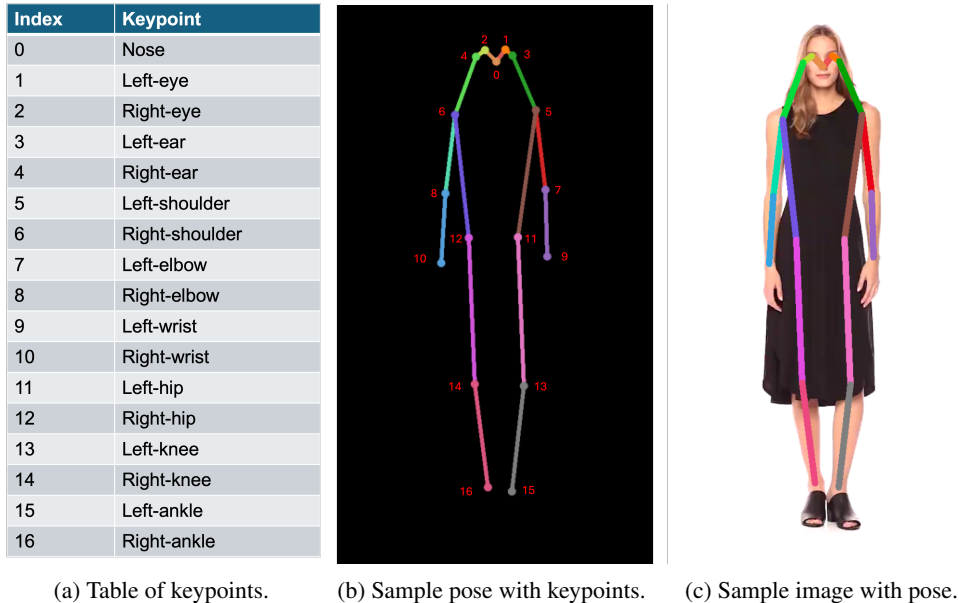 Index Keypoint
0 Nose
1 Left-eye
2 Right-eye
3 Left-ear
4 Right-ear
5 Left-shoulder
6 Right-shoulder
7 Left-elbow
8 Right-elbow
9 Left-wrist
10 Right-wrist
11 Left-hip
12 Right-hip
13 Left-knee
14 Right-knee
15 Left-ankle
16 Right-ankle
(a) Table of keypoints.
2 1
4 3
0
6 5
8 7
12 11
10 9
14 13
16 15
(b) Sample pose with keypoints.
(c) Sample image with pose.